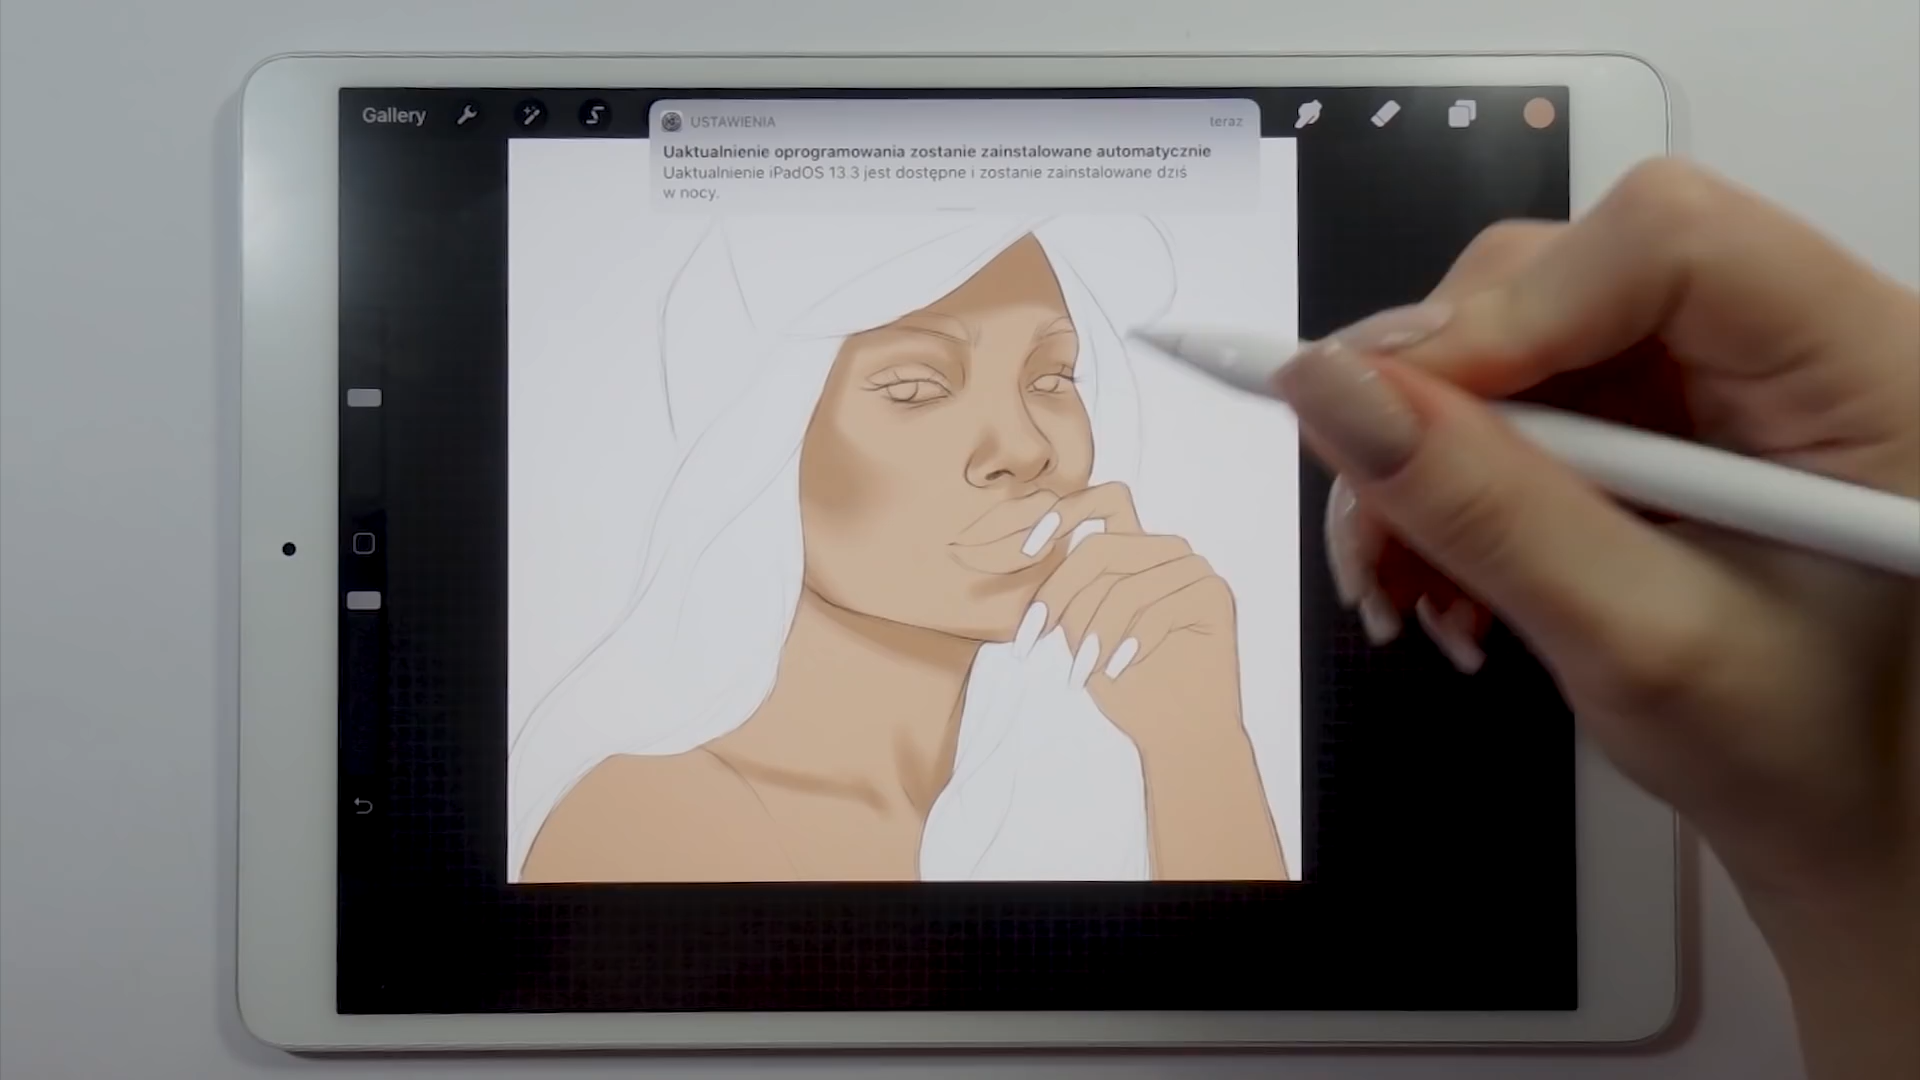 Gallery
USTAWIENIA
teraz
Uaktualnienie oprogramowania zostanie zainstalowane automatycznie
Uaktualnienie iPadOS 13.3 jest dostępne i zostanie zainstalowane dziś
w nocy.